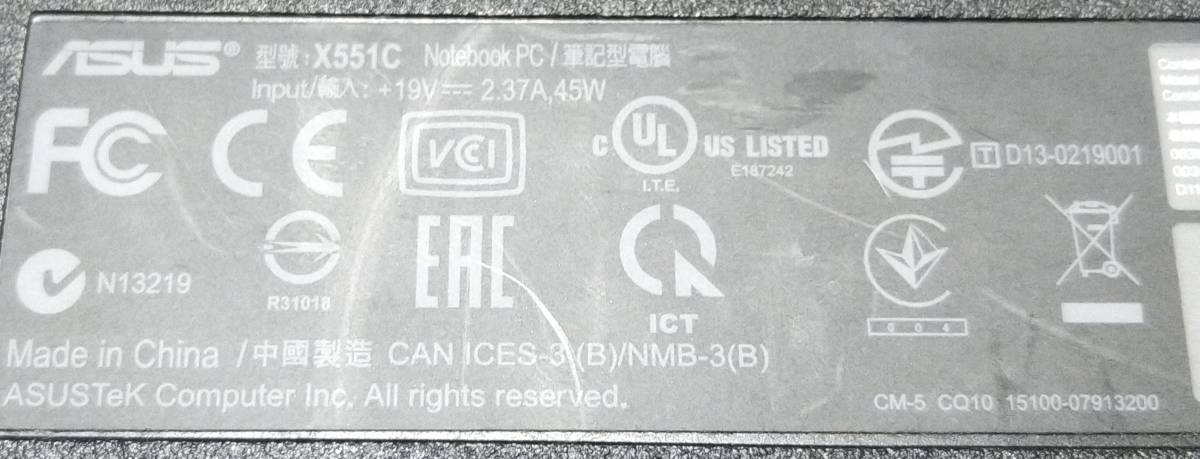 ASUS® 型號: X551C Notebook PC / 筆記型電腦
Input/輸入: +19V⎓ 2.37A,45W
FC CE VCI C UL US LISTED
I.T.E. E187242
T D13-0219001
N13219
R31018
EAC
ICT
004
Made in China /中國製造 CAN ICES-3 (B)/NMB-3(B)
ASUSTeK Computer Inc. All rights reserved.
CM-5 CQ10 15100-07913200